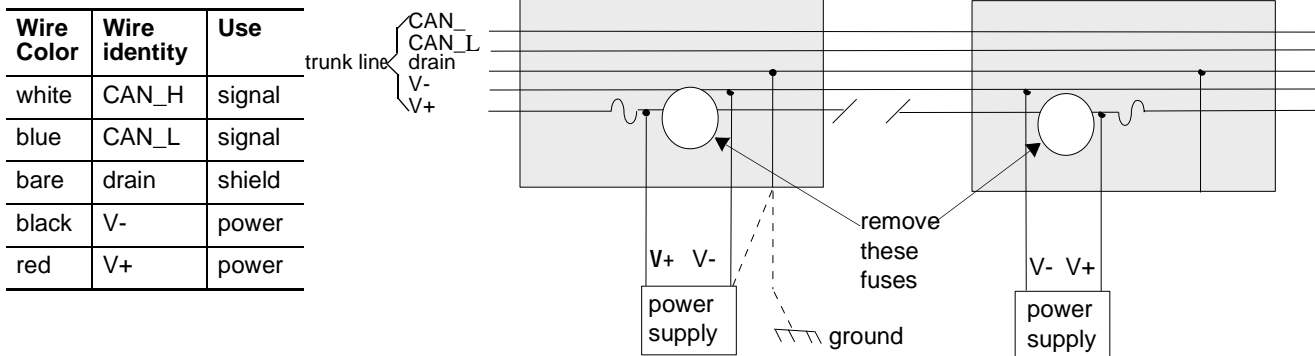 Wire Color	Wire identity	Use
white	CAN_H	signal
blue	CAN_L	signal
bare	drain	shield
black	V-	power
red	V+	power
trunk line
CAN_
CAN_L
drain
V-
V+
V+ V-
power
supply
ground
remove
these
fuses
V- V+
power
supply